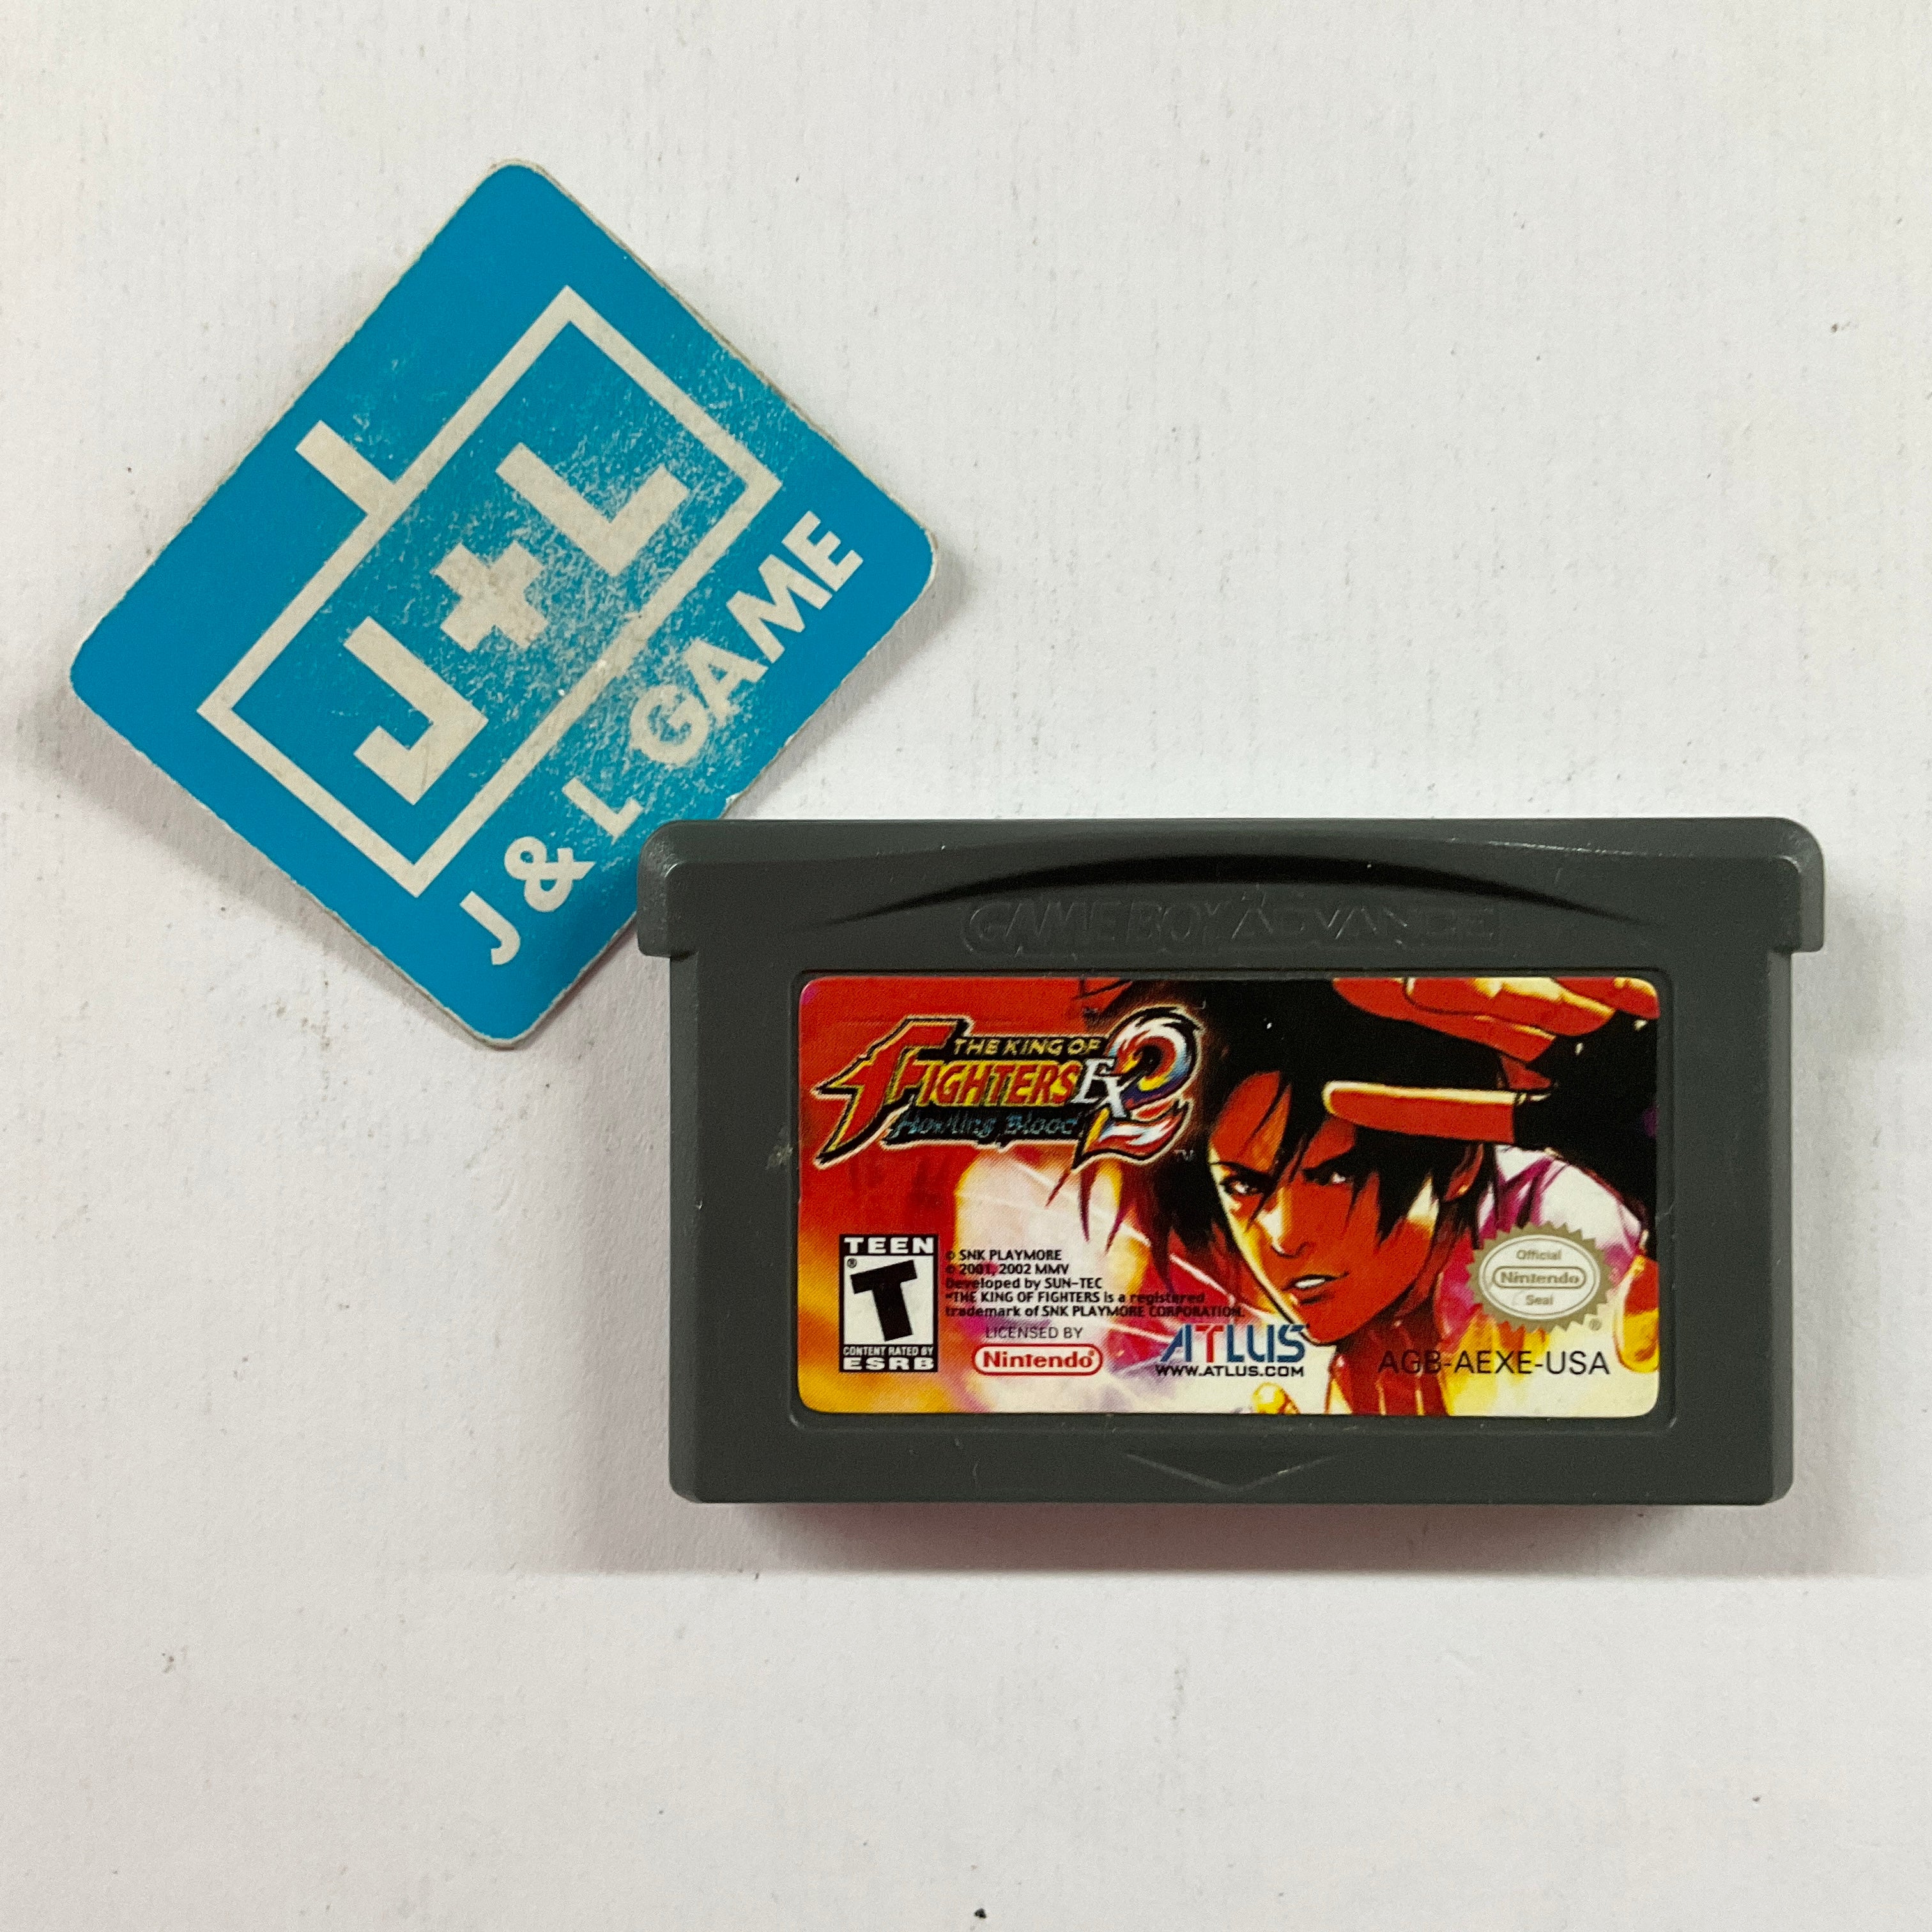 J+L
J & L GAME
GAME BOY ADVANCE
THE KING OF
FIGHTERS EX2
Howling Blood
TM
TEEN
T
®
CONTENT RATED BY
ESRB
© SNK PLAYMORE
© 2001, 2002 MMV
Developed by SUN-TEC
"THE KING OF FIGHTERS is a registered
trademark of SNK PLAYMORE CORPORATION.
LICENSED BY
Nintendo®
ATLUS
WWW.ATLUS.COM
Official
Nintendo
Seal
®
AGB-AEXE-USA